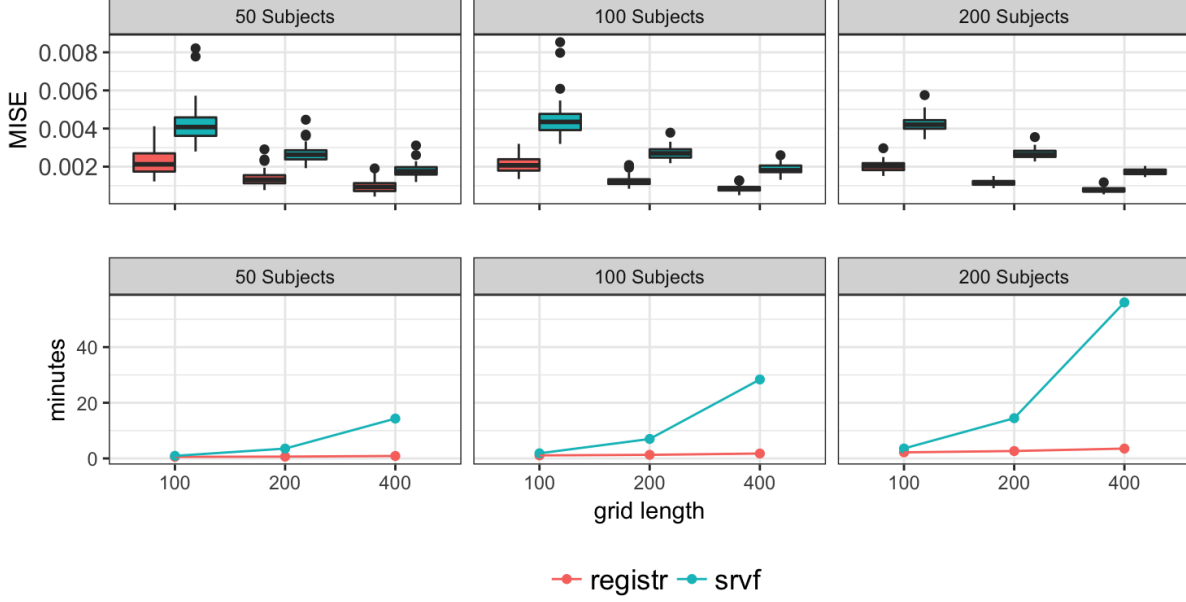 50 Subjects 100 Subjects 200 Subjects
MISE
0.008
0.006
0.004
0.002
50 Subjects 100 Subjects 200 Subjects
minutes
40
20
0
100 200 400 100 200 400 100 200 400
grid length
registr srvf